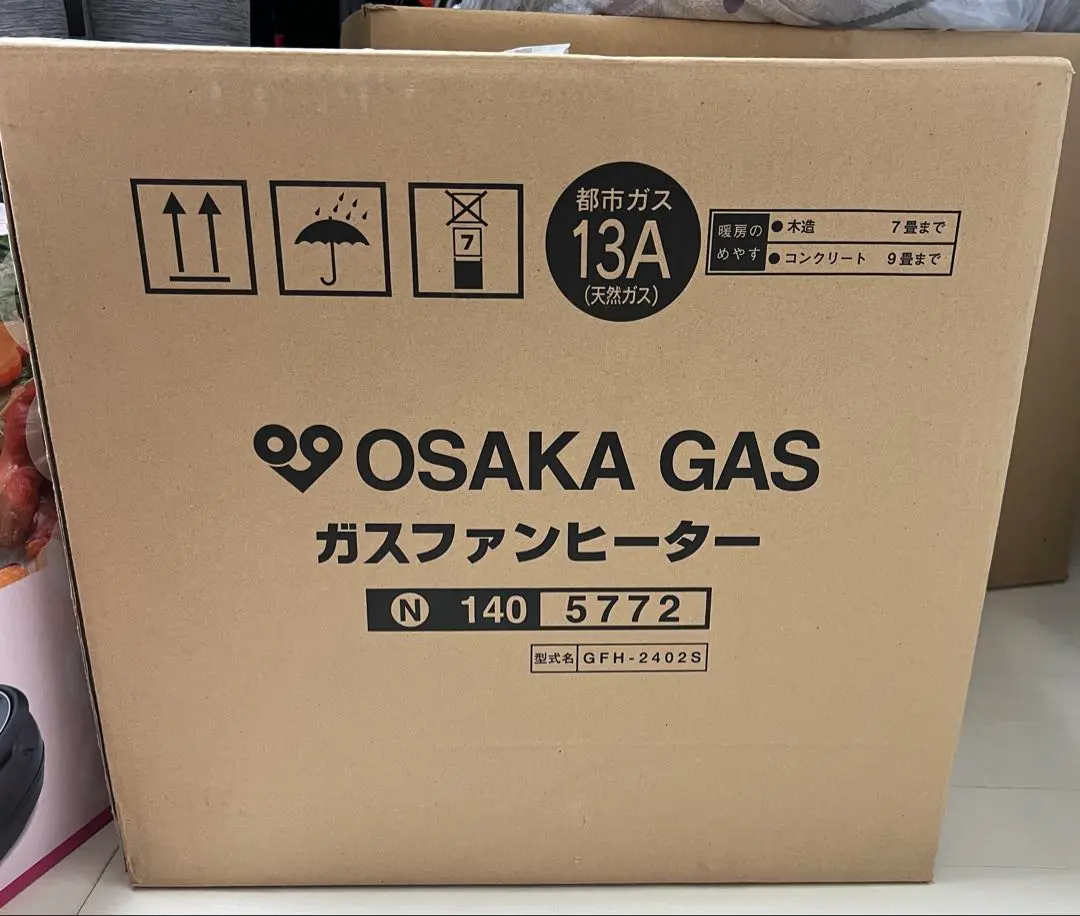 7
都市ガス
13A
(天然ガス)
暖房の
めやす
●木造 7畳まで
●コンクリート 9畳まで
OSAKA GAS
ガスファンヒーター
N 140 5772
型式名 GFH-2402S